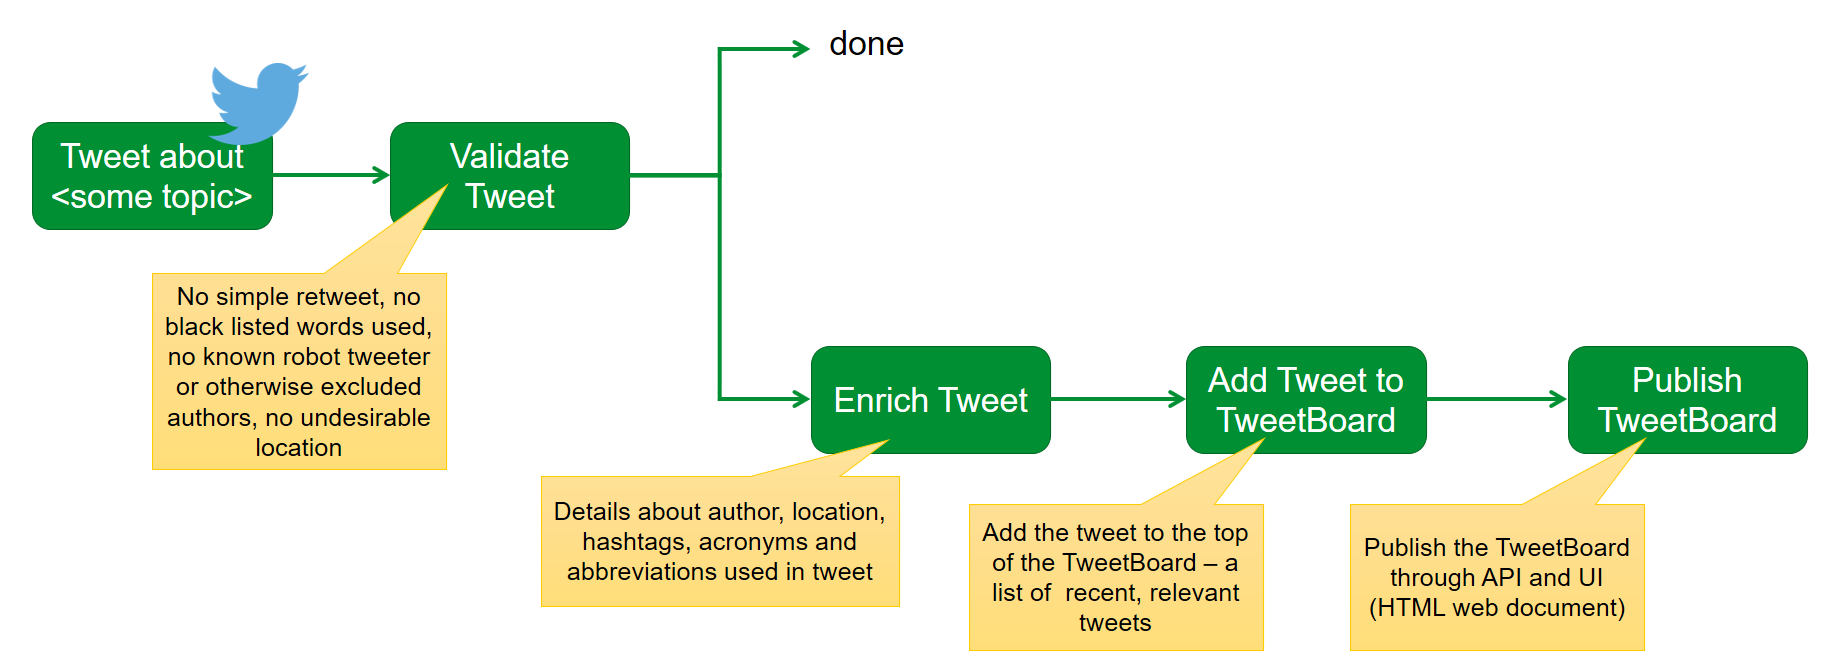 done
Tweet about
<some topic>
Validate
Tweet
No simple retweet, no
black listed words used,
no known robot tweeter
or otherwise excluded
authors, no undesirable
location
Enrich Tweet
Add Tweet to
TweetBoard
Publish
TweetBoard
Details about author, location,
hashtags, acronyms and
abbreviations used in tweet
Add the tweet to the top
of the TweetBoard – a
list of  recent, relevant
tweets
Publish the TweetBoard
through API and UI
(HTML web document)